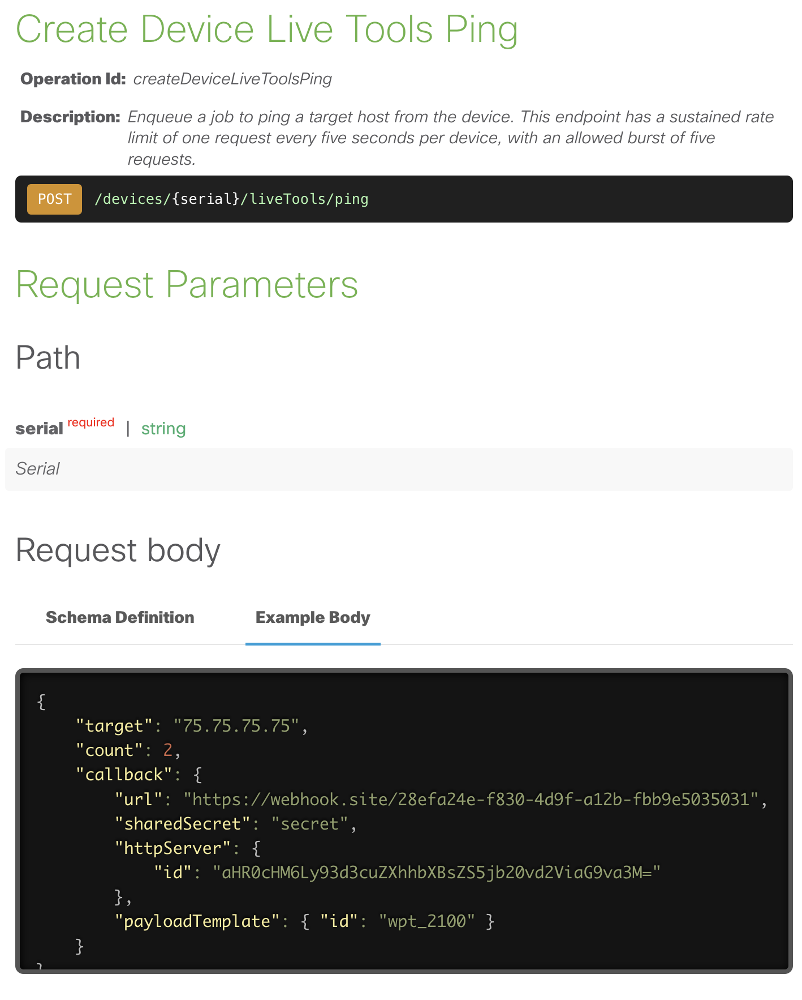 Create Device Live Tools Ping
Operation Id: createDeviceLiveToolsPing
Description: Enqueue a job to ping a target host from the device. This endpoint has a sustained rate
limit of one request every five seconds per device, with an allowed burst of five
requests.
POST /devices/{serial}/liveTools/ping
Request Parameters
Path
serial required | string
Serial
Request body
Schema Definition Example Body
{
    "target": "75.75.75.75",
    "count": 2,
    "callback": {
        "url": "https://webhook.site/28efa24e-f830-4d9f-a12b-fbb9e5035031",
        "sharedSecret": "secret",
        "httpServer": {
            "id": "aHR0cHM6Ly93d3cuZXhhbXBsZS5jb20vd2ViaG9va3M="
        },
        "payloadTemplate": { "id": "wpt_2100" }
    }
}